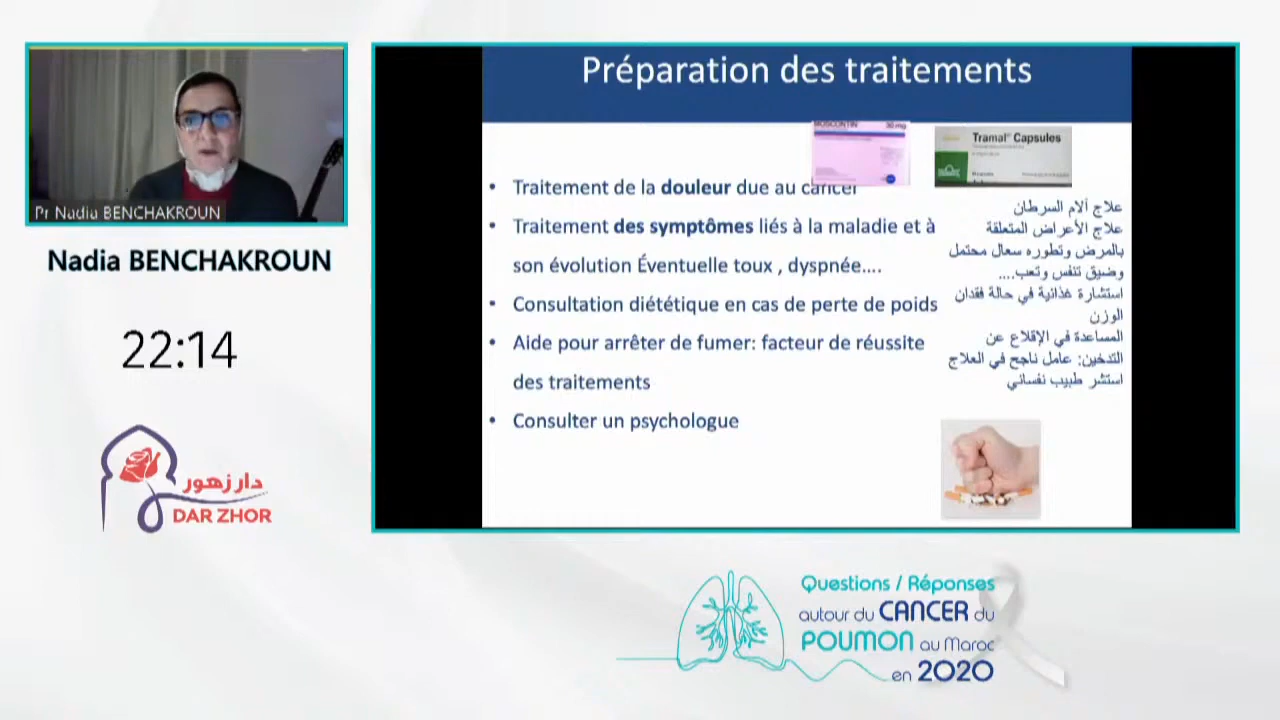 Pr Nadia BENCHAKROUN
Nadia BENCHAKROUN
22:14
دار زهور
DAR ZHOR
Préparation des traitements
MOSCONTIN 30 mg
Tramal Capsules
• Traitement de la douleur due au cancer
• Traitement des symptômes liés à la maladie et à
son évolution Éventuelle toux , dyspnée....
• Consultation diététique en cas de perte de poids
• Aide pour arrêter de fumer: facteur de réussite
des traitements
• Consulter un psychologue
علاج آلام السرطان
علاج الأعراض المتعلقة
بالمرض وتطوره سعال محتمل
وضيق تنفس وتعب....
استشارة غذائية في حالة فقدان
الوزن
المساعدة في الإقلاع عن
التدخين: عامل ناجح في العلاج
استشر طبيب نفساني
Questions / Réponses
autour du CANCER du
POUMON au Maroc
en 2020